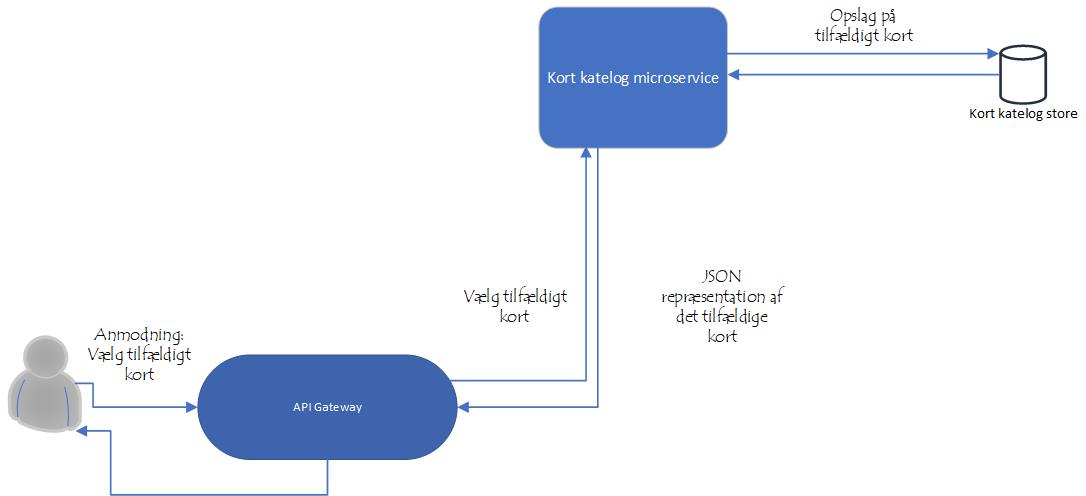 Opslag på
tilfældigt kort
Kort katelog microservice
Kort katelog store
Vælg tilfældigt
kort
JSON
repræsentation af
det tilfældige
kort
Anmodning:
Vælg tilfældigt
kort
API Gateway